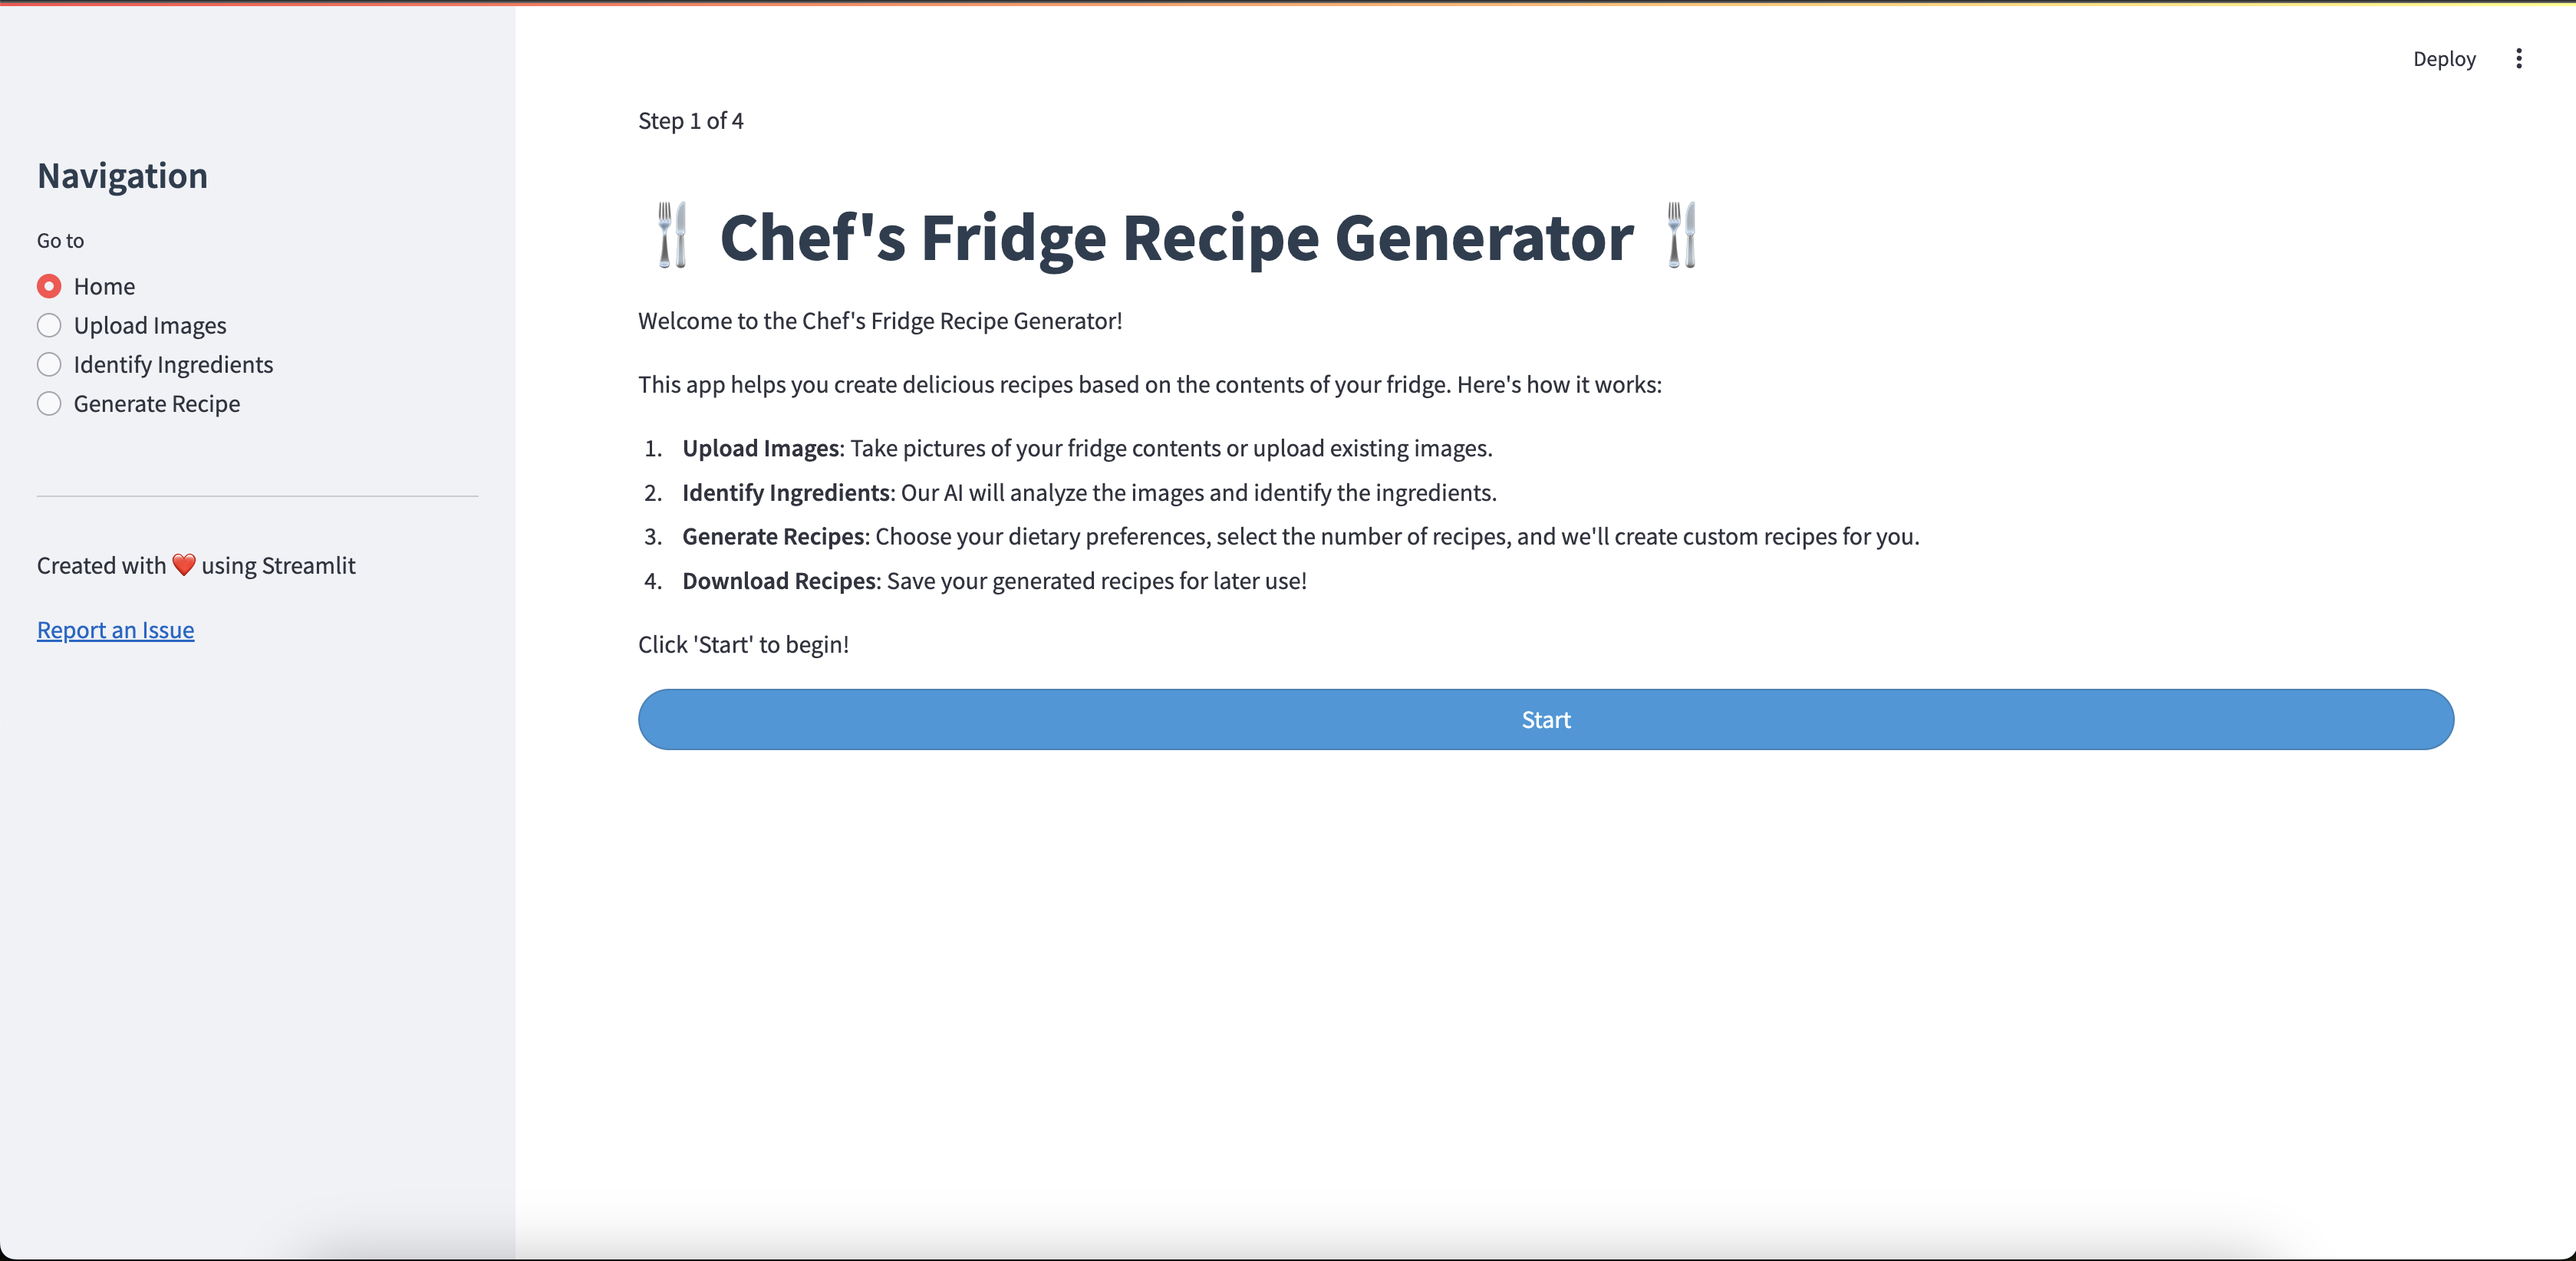 Deploy
Navigation
Go to
Home
Upload Images
Identify Ingredients
Generate Recipe
Created with ❤️ using Streamlit
Report an Issue
Step 1 of 4
🍴 Chef's Fridge Recipe Generator 🍴
Welcome to the Chef's Fridge Recipe Generator!
This app helps you create delicious recipes based on the contents of your fridge. Here's how it works:
1. Upload Images: Take pictures of your fridge contents or upload existing images.
2. Identify Ingredients: Our AI will analyze the images and identify the ingredients.
3. Generate Recipes: Choose your dietary preferences, select the number of recipes, and we'll create custom recipes for you.
4. Download Recipes: Save your generated recipes for later use!
Click 'Start' to begin!
Start